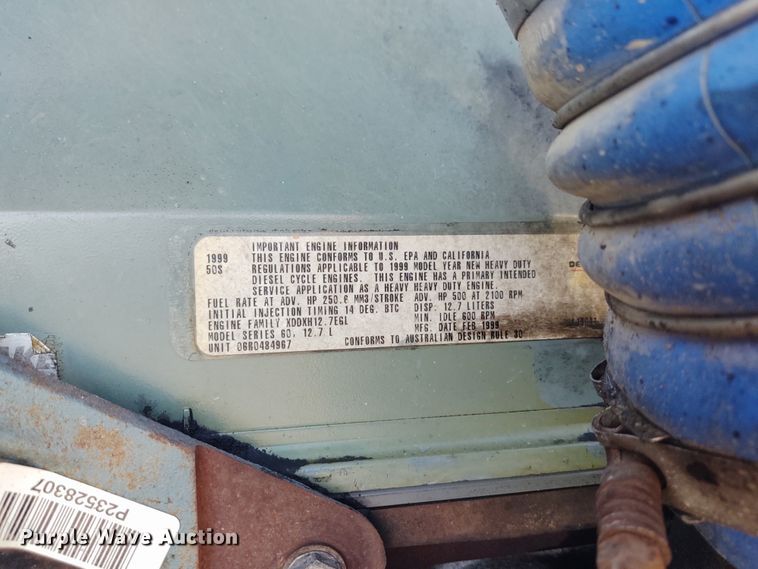 IMPORTANT ENGINE INFORMATION
1999 THIS ENGINE CONFORMS TO U.S. EPA AND CALIFORNIA
50S REGULATIONS APPLICABLE TO 1999 MODEL YEAR NEW HEAVY DUTY
DIESEL CYCLE ENGINES. THIS ENGINE HAS A PRIMARY INTENDED
SERVICE APPLICATION AS A HEAVY HEAVY DUTY ENGINE.
FUEL RATE AT ADV. HP 250.6 MM3/STROKE ADV. HP 500 AT 2100 RPM
INITIAL INJECTION TIMING 14 DEG. BTC DISP. 12.7 LITERS
ENGINE FAMILY XDDXH12.7EGL IDLE 600 RPM
MODEL SERIES 60. 12.7 L MFG. DATE FEB 1999
UNIT 06R0484967 CONFORMS TO AUSTRALIAN DESIGN RULE 30
P23528307
Purple Wave Auction